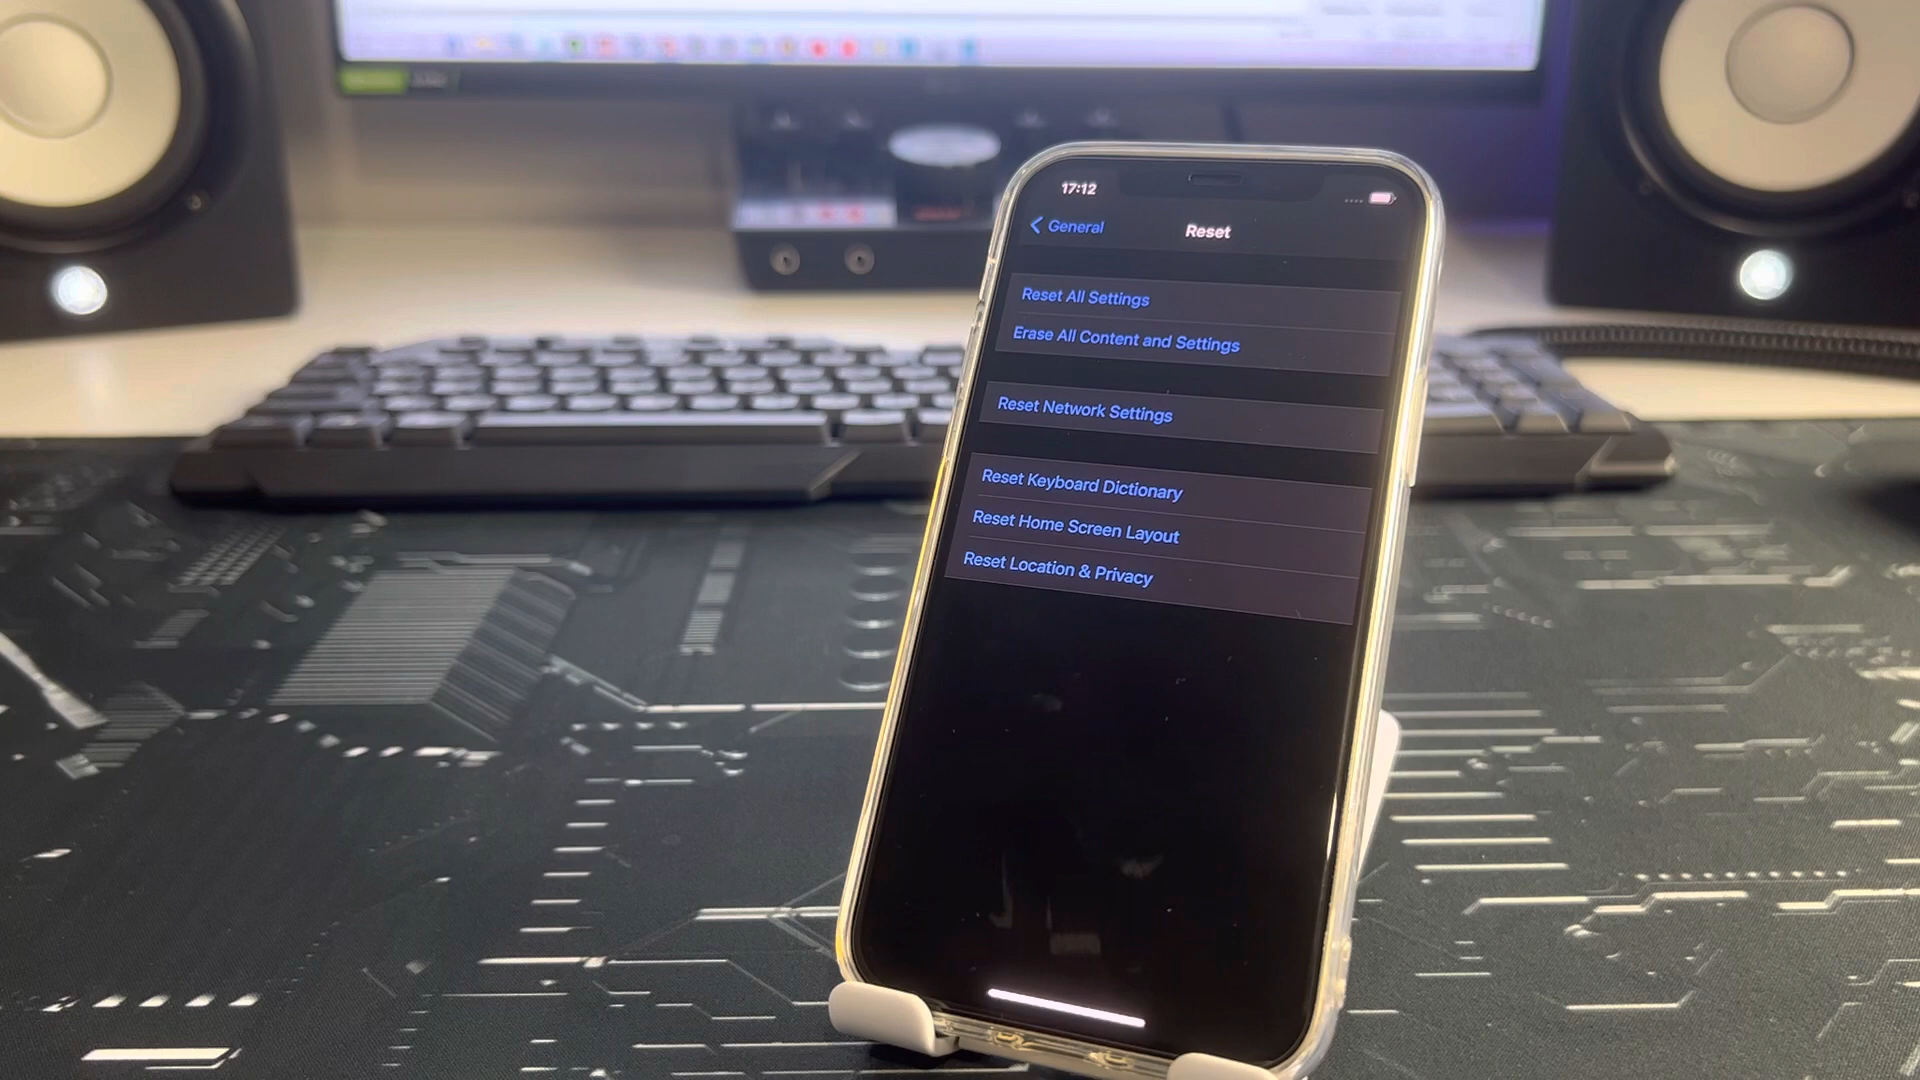 17:12
General
Reset
Reset All Settings
Erase All Content and Settings
Reset Network Settings
Reset Keyboard Dictionary
Reset Home Screen Layout
Reset Location & Privacy